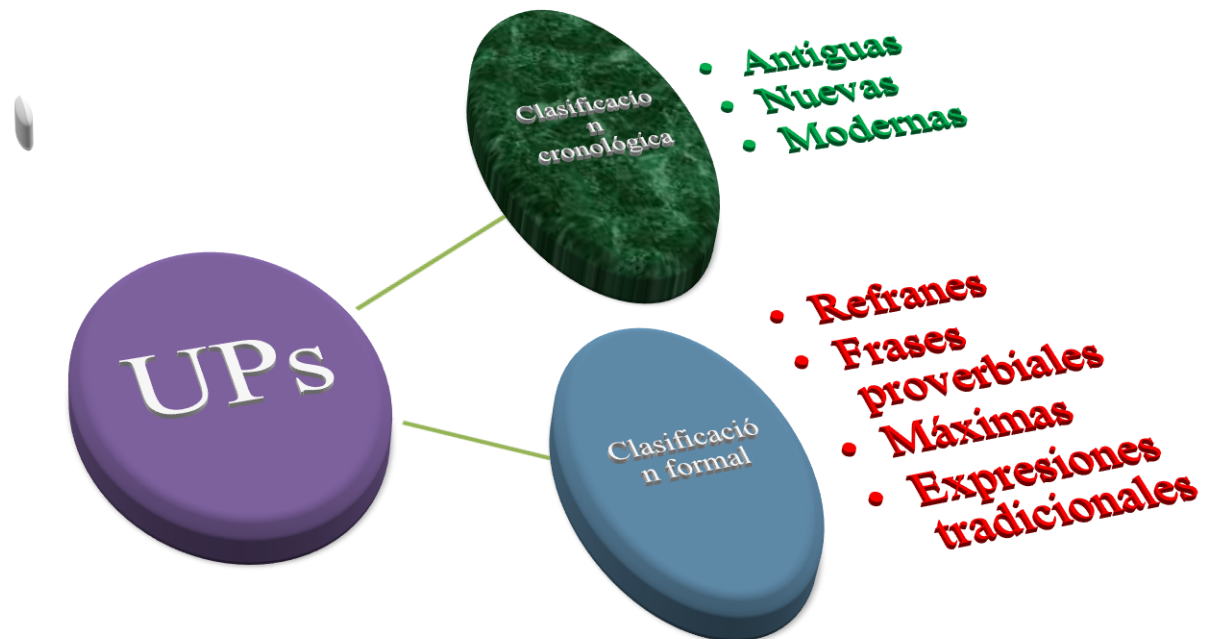 UPs
Clasificacio
n
cronológica
• Antiguas
• Nuevas
• Modernas
Clasificació
n formal
• Refranes
• Frases
proverbiales
• Máximas
• Expresiones
tradicionales